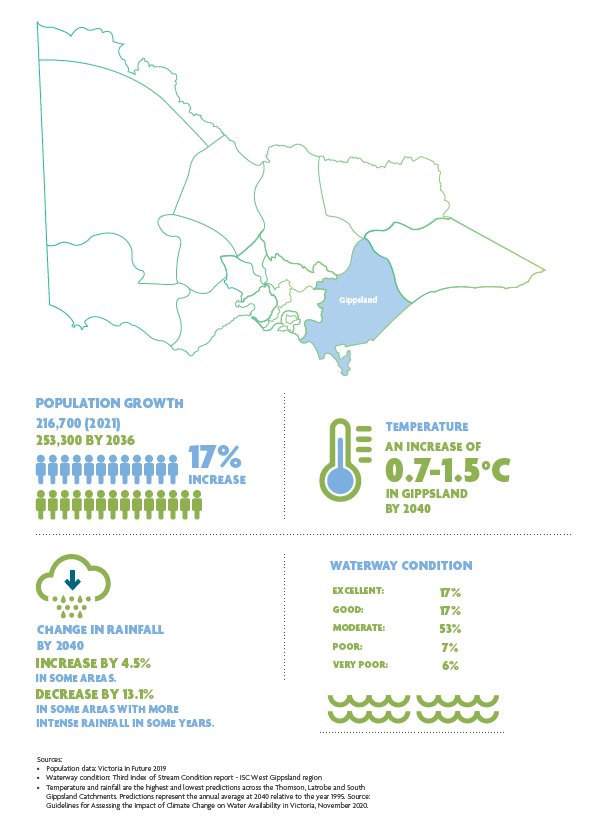 Gippsland
POPULATION GROWTH
216,700 (2021)
253,300 BY 2036
17%
INCREASE
TEMPERATURE
AN INCREASE OF
0.7-1.5°C
IN GIPPSLAND
BY 2040
CHANGE IN RAINFALL
BY 2040
INCREASE BY 4.5%
IN SOME AREAS.
DECREASE BY 13.1%
IN SOME AREAS WITH MORE
INTENSE RAINFALL IN SOME YEARS.
WATERWAY CONDITION
EXCELLENT: 17%
GOOD: 17%
MODERATE: 53%
POOR: 7%
VERY POOR: 6%
Sources:
• Population data: Victoria in Future 2019
• Waterway condition: Third Index of Stream Condition report - ISC West Gippsland region
• Temperature and rainfall are the highest and lowest predictions across the Thomson, Latrobe and South
Gippsland Catchments. Predictions represent the annual average at 2040 relative to the year 1995. Source:
Guidelines for Assessing the Impact of Climate Change on Water Availability in Victoria, November 2020.